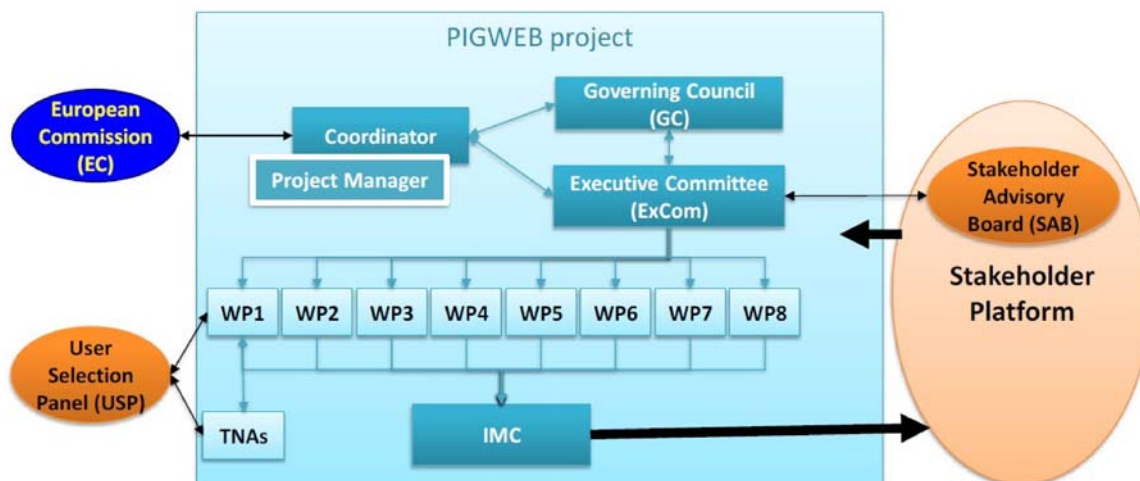 PIGWEB project
European
Commission
(EC)
Coordinator
Project Manager
Governing Council
(GC)
Executive Committee
(ExCom)
Stakeholder
Advisory
Board (SAB)
Stakeholder
Platform
WP1
WP2
WP3
WP4
WP5
WP6
WP7
WP8
User
Selection
Panel (USP)
TNAs
IMC